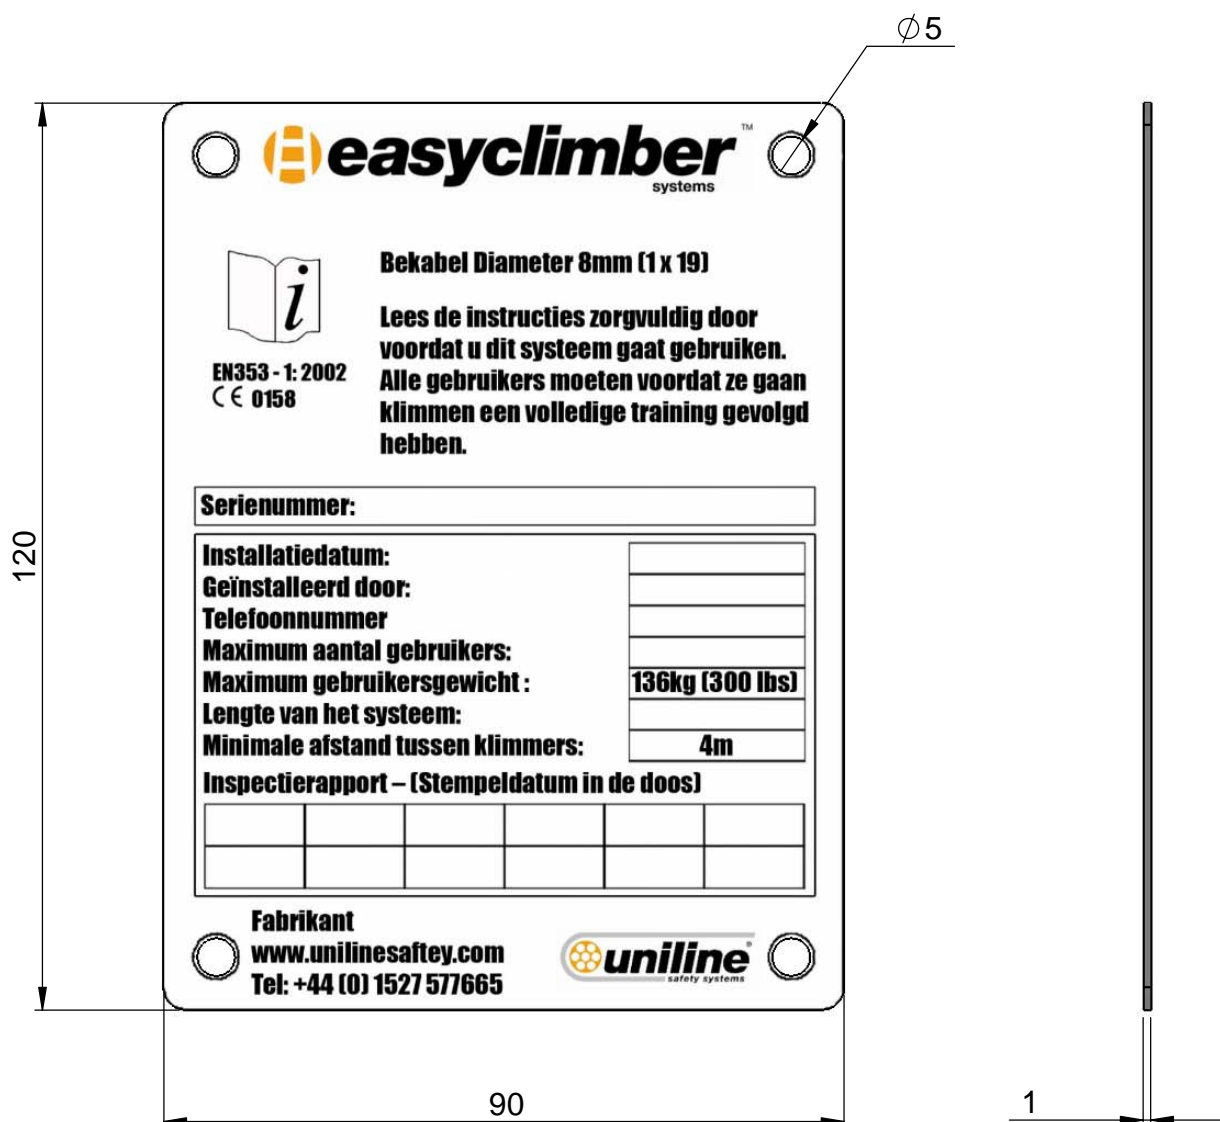 ⌀5
easyclimber™
systems
Bekabel Diameter 8mm (1 x 19)
Lees de instructies zorgvuldig door
voordat u dit systeem gaat gebruiken.
Alle gebruikers moeten voordat ze gaan
klimmen een volledige training gevolgd
hebben.
i
EN353 - 1: 2002
CE 0158
Serienummer:
Installatiedatum:
Geïnstalleerd door:
Telefoonnummer
Maximum aantal gebruikers:
Maximum gebruikersgewicht : 136kg (300 lbs)
Lengte van het systeem:
Minimale afstand tussen klimmers: 4m
Inspectierapport – (Stempeldatum in de doos)
Fabrikant
www.unilinesaftey.com
Tel: +44 (0) 1527 577665
uniline®
safety systems
120
90
1